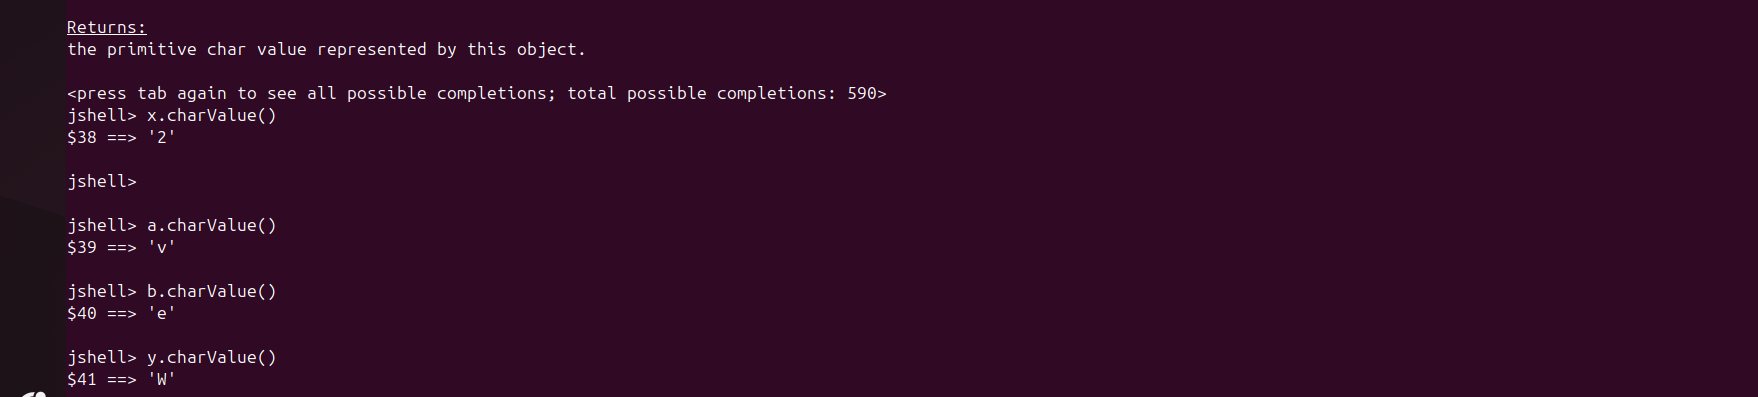 Returns:
the primitive char value represented by this object.
<press tab again to see all possible completions; total possible completions: 590>
jshell> x.charValue()
$38 ==> '2'
jshell>
jshell> a.charValue()
$39 ==> 'v'
jshell> b.charValue()
$40 ==> 'e'
jshell> y.charValue()
$41 ==> 'W'